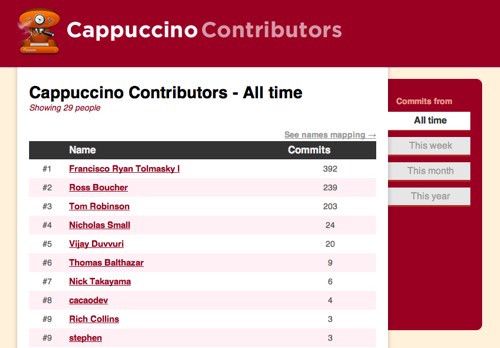 Cappuccino Contributors
Cappuccino Contributors - All time
Showing 29 people
See names mapping →
Name Commits
#1 Francisco Ryan Tolmasky I 392
#2 Ross Boucher 239
#3 Tom Robinson 203
#4 Nicholas Small 24
#5 Vijay Duvvuri 20
#6 Thomas Balthazar 9
#7 Nick Takayama 6
#8 cacaodev 4
#9 Rich Collins 3
#9 stephen 3
Commits from
All time
This week
This month
This year